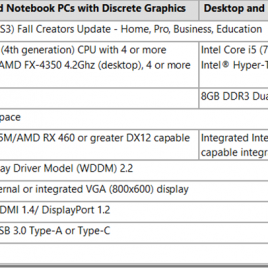 d Notebook PCs with Discrete Graphics Desktop and
S3) Fall Creators Update - Home, Pro, Business, Education
(4th generation) CPU with 4 or more Intel Core i5 (7
AMD FX-4350 4.2Ghz (desktop), 4 or more Intel® Hyper-T
8GB DDR3 Dua
pace
5M/AMD RX 460 or greater DX12 capable Integrated Inte
capable integr
lay Driver Model (WDDM) 2.2
ernal or integrated VGA (800x600) display
DMI 1.4/ DisplayPort 1.2
SB 3.0 Type-A or Type-C